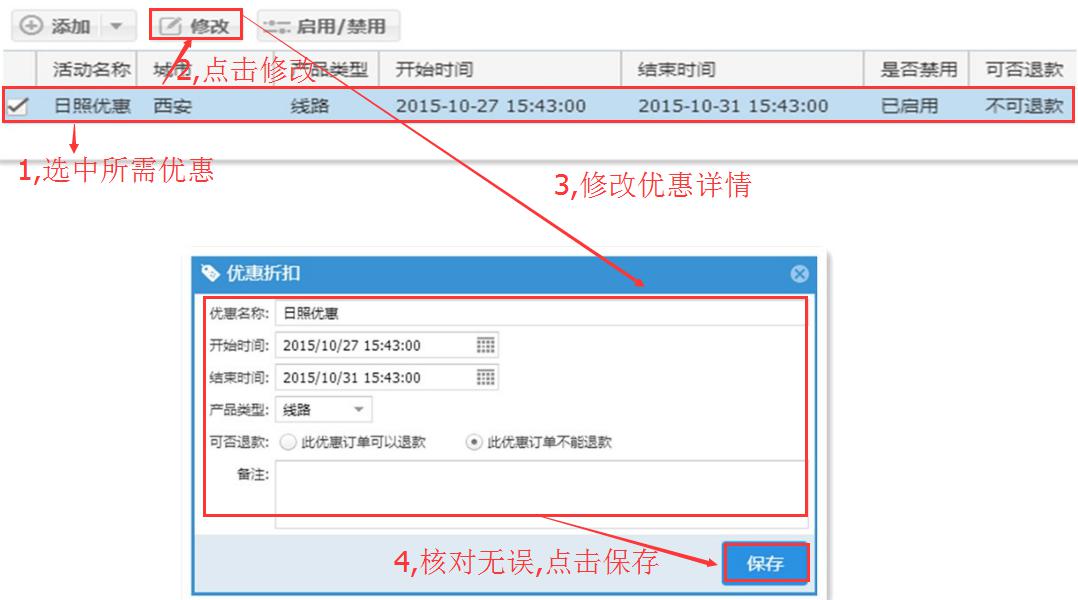 添加 修改 启用/禁用
2,点击修改
活动名称 城市 产品类型 开始时间 结束时间 是否禁用 可否退款
日照优惠 西安 线路 2015-10-27 15:43:00 2015-10-31 15:43:00 已启用 不可退款
1,选中所需优惠
3,修改优惠详情
优惠折扣
优惠名称: 日照优惠
开始时间: 2015/10/27 15:43:00
结束时间: 2015/10/31 15:43:00
产品类型: 线路
可否退款: 此优惠订单可以退款 此优惠订单不能退款
备注:
4,核对无误,点击保存
保存